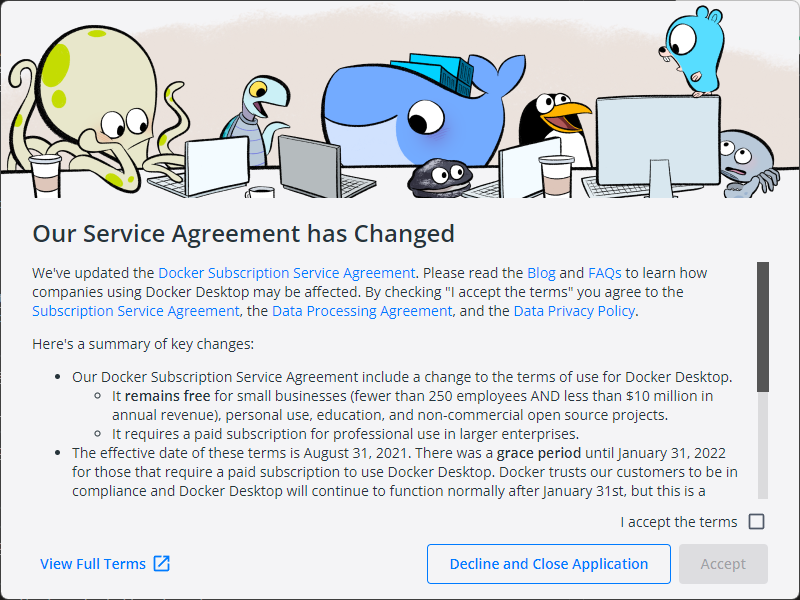 Our Service Agreement has Changed
We've updated the Docker Subscription Service Agreement. Please read the Blog and FAQs to learn how
companies using Docker Desktop may be affected. By checking "I accept the terms" you agree to the
Subscription Service Agreement, the Data Processing Agreement, and the Data Privacy Policy.
Here's a summary of key changes:
• Our Docker Subscription Service Agreement include a change to the terms of use for Docker Desktop.
◦ It remains free for small businesses (fewer than 250 employees AND less than $10 million in
annual revenue), personal use, education, and non-commercial open source projects.
◦ It requires a paid subscription for professional use in larger enterprises.
• The effective date of these terms is August 31, 2021. There was a grace period until January 31, 2022
for those that require a paid subscription to use Docker Desktop. Docker trusts our customers to be in
compliance and Docker Desktop will continue to function normally after January 31st, but this is a
I accept the terms
View Full Terms
Decline and Close Application
Accept